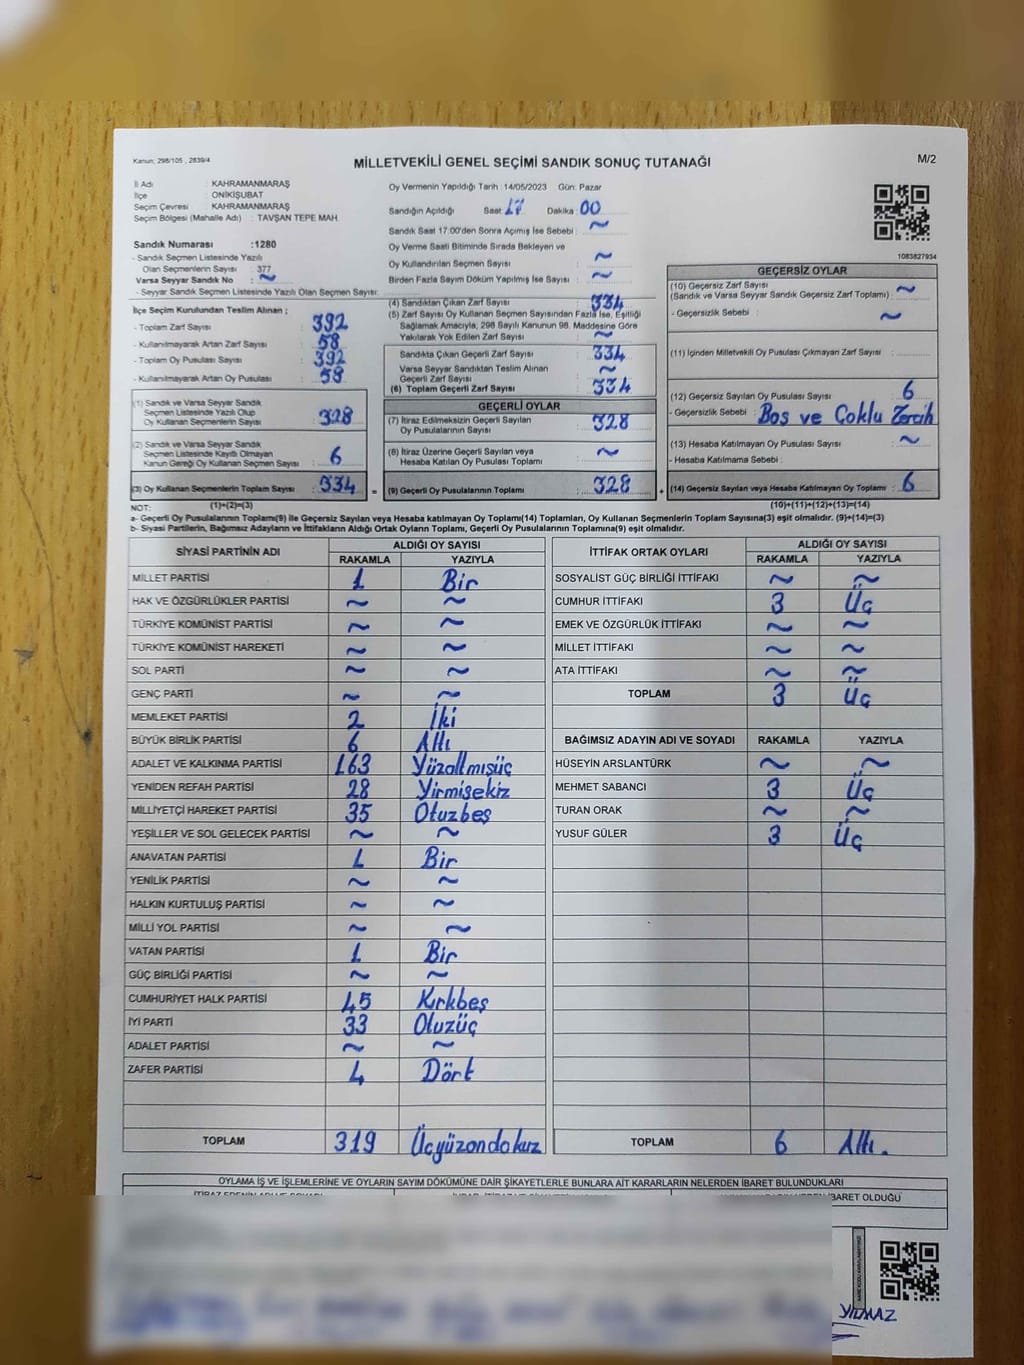 Kanun: 298/105 , 2839/4
MİLLETVEKİLİ GENEL SEÇİMİ SANDIK SONUÇ TUTANAĞI
M/2
İl Adı : KAHRAMANMARAŞ
İlçe : ONİKİŞUBAT
Seçim Çevresi : KAHRAMANMARAŞ
Seçim Bölgesi (Mahalle Adı) : TAVŞAN TEPE MAH.
Sandık Numarası :1280
- Sandık Seçmen Listesinde Yazılı
Olan Seçmenlerin Sayısı : 377
Varsa Seyyar Sandık No : ~
- Seyyar Sandık Seçmen Listesinde Yazılı Olan Seçmen Sayısı:
İlçe Seçim Kurulundan Teslim Alınan ;
- Toplam Zarf Sayısı : 392
- Kullanılmayarak Artan Zarf Sayısı : 58
- Toplam Oy Pusulası Sayısı : 392
- Kullanılmayarak Artan Oy Pusulası : 58
(1) Sandık ve Varsa Seyyar Sandık
Seçmen Listesinde Yazılı Olup
Oy Kullanan Seçmenlerin Sayısı : 328
(2) Sandık ve Varsa Seyyar Sandık
Seçmen Listesinde Kayıtlı Olmayan
Kanun Gereği Oy Kullanan Seçmen Sayısı : 6
(3) Oy Kullanan Seçmenlerin Toplam Sayısı : 334
Oy Vermenin Yapıldığı Tarih : 14/05/2023 Gün: Pazar
Sandığın Açıldığı Saat : 17 Dakika : 00
Sandık Saat 17:00'den Sonra Açımış İse Sebebi : ~
Oy Verme Saati Bitiminde Sırada Bekleyen ve
Oy Kullandırılan Seçmen Sayısı : ~
Birden Fazla Sayım Döküm Yapılmış İse Sayısı : ~
(4) Sandıktan Çıkan Zarf Sayısı : 334
(5) Zarf Sayısı Oy Kullanan Seçmen Sayısından Fazla İse, Eşitliği
Sağlamak Amacıyla, 298 Sayılı Kanunun 98. Maddesine Göre
Yakılarak Yok Edilen Zarf Sayısı : ~
Sandıkta Çıkan Geçerli Zarf Sayısı : 334
Varsa Seyyar Sandıktan Teslim Alınan
Geçerli Zarf Sayısı : ~
(6) Toplam Geçerli Zarf Sayısı : 334
GEÇERLİ OYLAR
(7) İtiraz Edilmeksizin Geçerli Sayılan
Oy Pusulalarının Sayısı : 328
(8) İtiraz Üzerine Geçerli Sayılan veya
Hesaba Katılan Oy Pusulası Toplamı : ~
= (9) Geçerli Oy Pusulalarının Toplamı : 328
1083827934
GEÇERSİZ OYLAR
(10) Geçersiz Zarf Sayısı
(Sandık ve Varsa Seyyar Sandık Geçersiz Zarf Toplamı) : ~
- Geçersizlik Sebebi : ~
(11) İçinden Milletvekili Oy Pusulası Çıkmayan Zarf Sayısı :
(12) Geçersiz Sayılan Oy Pusulası Sayısı : 6
- Geçersizlik Sebebi : Boş ve Çoklu Tercih
(13) Hesaba Katılmayan Oy Pusulası Sayısı : ~
- Hesaba Katılmama Sebebi :
+ (14) Geçersiz Sayılan veya Hesaba Katılmayan Oy Toplamı : 6
NOT: (1)+(2)=(3) (10)+(11)+(12)+(13)=(14)
a- Geçerli Oy Pusulalarının Toplamı(9) ile Geçersiz Sayılan veya Hesaba katılmayan Oy Toplamı(14) Toplamları, Oy Kullanan Seçmenlerin Toplam Sayısına(3) eşit olmalıdır. (9)+(14)=(3)
b- Siyasi Partilerin, Bağımsız Adayların ve İttifakların Aldığı Ortak Oyların Toplamı, Geçerli Oy Pusulalarının Toplamına(9) eşit olmalıdır.
SİYASİ PARTİNİN ADI ALDIĞI OY SAYISI
RAKAMLA YAZIYLA
MİLLET PARTİSİ 1 Bir
HAK VE ÖZGÜRLÜKLER PARTİSİ ~ ~
TÜRKİYE KOMÜNİST PARTİSİ ~ ~
TÜRKİYE KOMÜNİST HAREKETİ ~ ~
SOL PARTİ ~ ~
GENÇ PARTİ ~ ~
MEMLEKET PARTİSİ 2 İki
BÜYÜK BİRLİK PARTİSİ 6 Altı
ADALET VE KALKINMA PARTİSİ 163 Yüzaltmışüç
YENİDEN REFAH PARTİSİ 28 Yirmisekiz
MİLLİYETÇİ HAREKET PARTİSİ 35 Otuzbeş
YEŞİLLER VE SOL GELECEK PARTİSİ ~ ~
ANAVATAN PARTİSİ 1 Bir
YENİLİK PARTİSİ ~ ~
HALKIN KURTULUŞ PARTİSİ ~ ~
MİLLİ YOL PARTİSİ ~ ~
VATAN PARTİSİ 1 Bir
GÜÇ BİRLİĞİ PARTİSİ ~ ~
CUMHURİYET HALK PARTİSİ 45 Kırkbeş
İYİ PARTİ 33 Otuzüç
ADALET PARTİSİ ~ ~
ZAFER PARTİSİ 4 Dört
TOPLAM 319 Üçyüzondokuz
İTTİFAK ORTAK OYLARI ALDIĞI OY SAYISI
RAKAMLA YAZIYLA
SOSYALİST GÜÇ BİRLİĞİ İTTİFAKI ~ ~
CUMHUR İTTİFAKI 3 Üç
EMEK VE ÖZGÜRLÜK İTTİFAKI ~ ~
MİLLET İTTİFAKI ~ ~
ATA İTTİFAKI ~ ~
TOPLAM 3 Üç
BAĞIMSIZ ADAYIN ADI VE SOYADI RAKAMLA YAZIYLA
HÜSEYİN ARSLANTÜRK ~ ~
MEHMET SABANCI 3 Üç
TURAN ORAK ~ ~
YUSUF GÜLER 3 Üç
TOPLAM 6 Altı.
OYLAMA İŞ VE İŞLEMLERİNE VE OYLARIN SAYIM DÖKÜMÜNE DAİR ŞİKAYETLERLE BUNLARA AİT KARARLARIN NELERDEN İBARET BULUNDUKLARI
İBARET OLDUĞU
YILMAZ